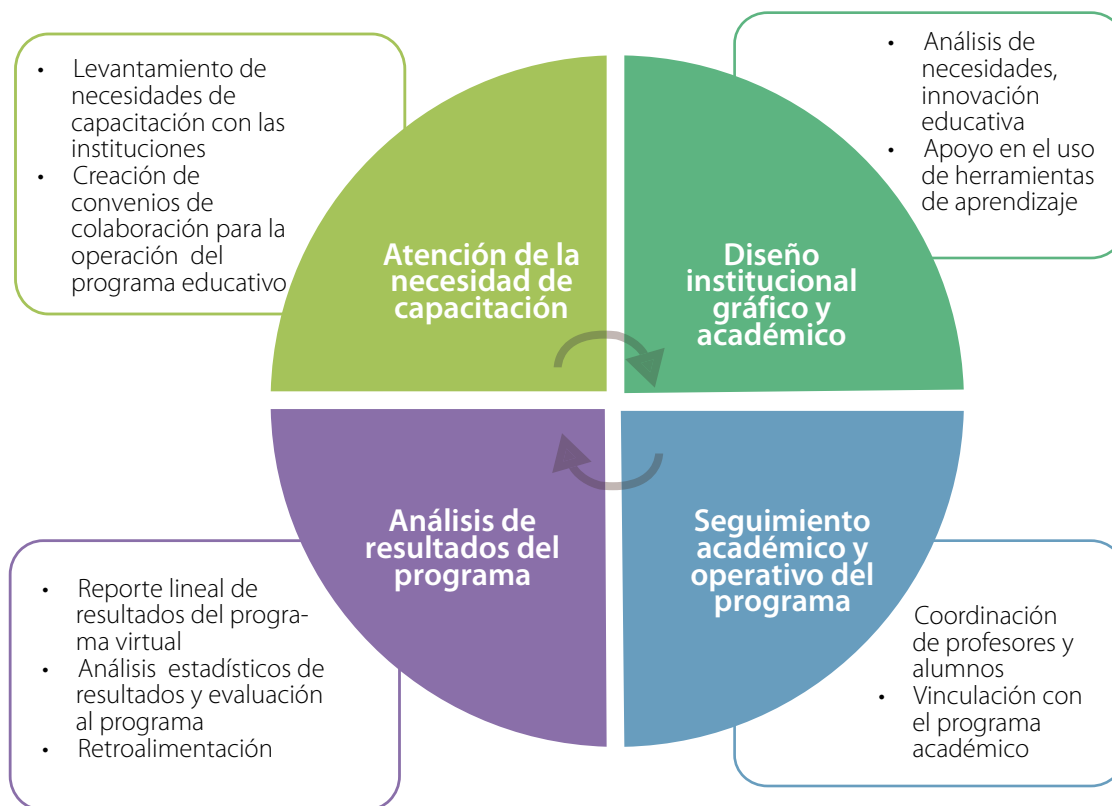 • Levantamiento de
necesidades de
capacitación con las
instituciones
• Creación de
convenios de
colaboración para la
operación del
programa educativo
• Análisis de
necesidades,
innovación
educativa
• Apoyo en el uso
de herramientas
de aprendizaje
Atención de la
necesidad de
capacitación
Diseño
institucional
gráfico y
académico
Análisis de
resultados del
programa
Seguimiento
académico y
operativo del
programa
• Reporte lineal de
resultados del progra-
ma virtual
• Análisis estadísticos de
resultados y evaluación
al programa
• Retroalimentación
Coordinación
de profesores y
alumnos
• Vinculación con
el programa
académico